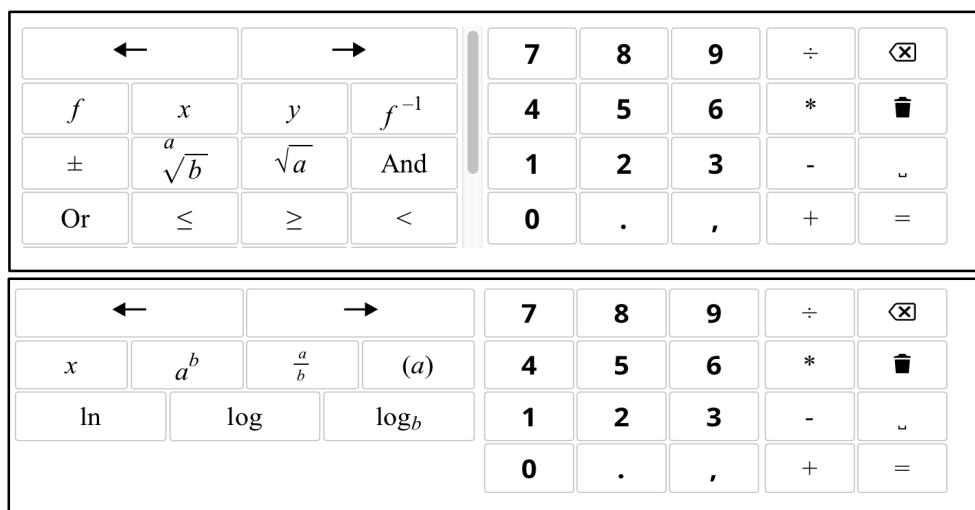 ← → 7 8 9 ÷ ⌫
f x y f⁻¹ 4 5 6 *
± ᵃ√b √a And 1 2 3 - ␣
Or ≤ ≥ < 0 . , + =
← → 7 8 9 ÷ ⌫
x aᵇ a/b (a) 4 5 6 *
ln log log_b 1 2 3 - ␣
0 . , + =